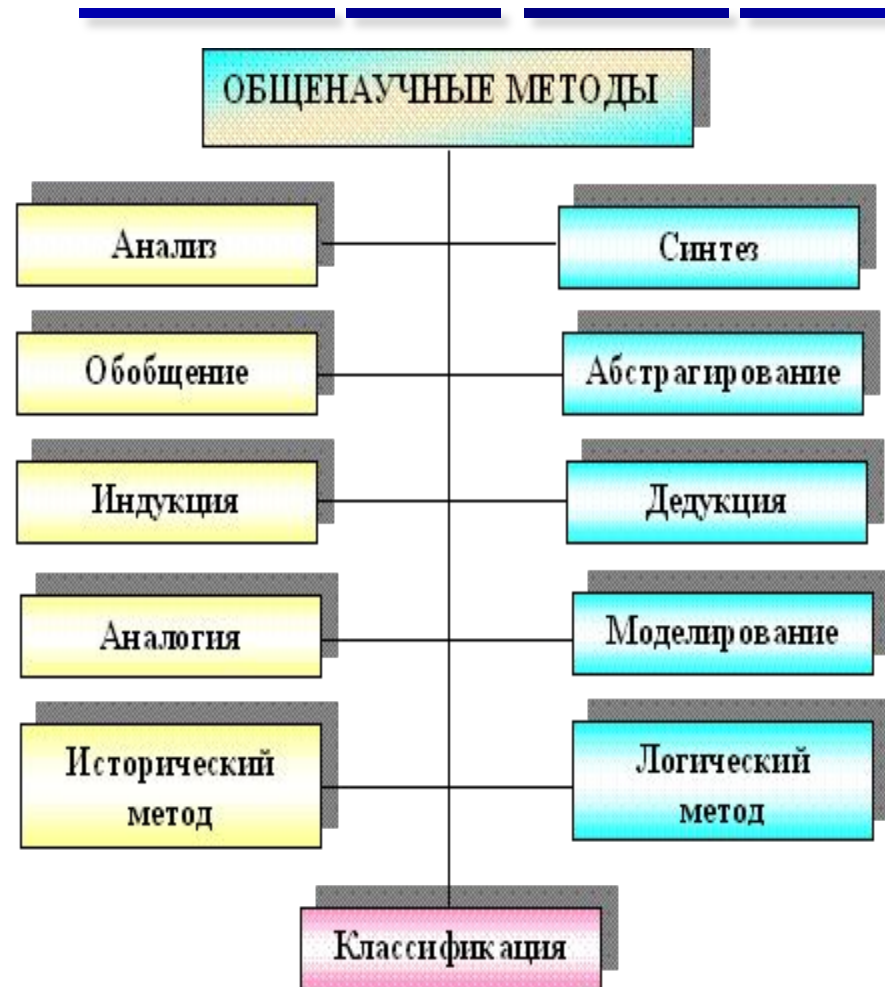 ОБЩЕНАУЧНЫЕ МЕТОДЫ
Анализ
Синтез
Обобщение
Абстрагирование
Индукция
Дедукция
Аналогия
Моделирование
Исторический
метод
Логический
метод
Классификация